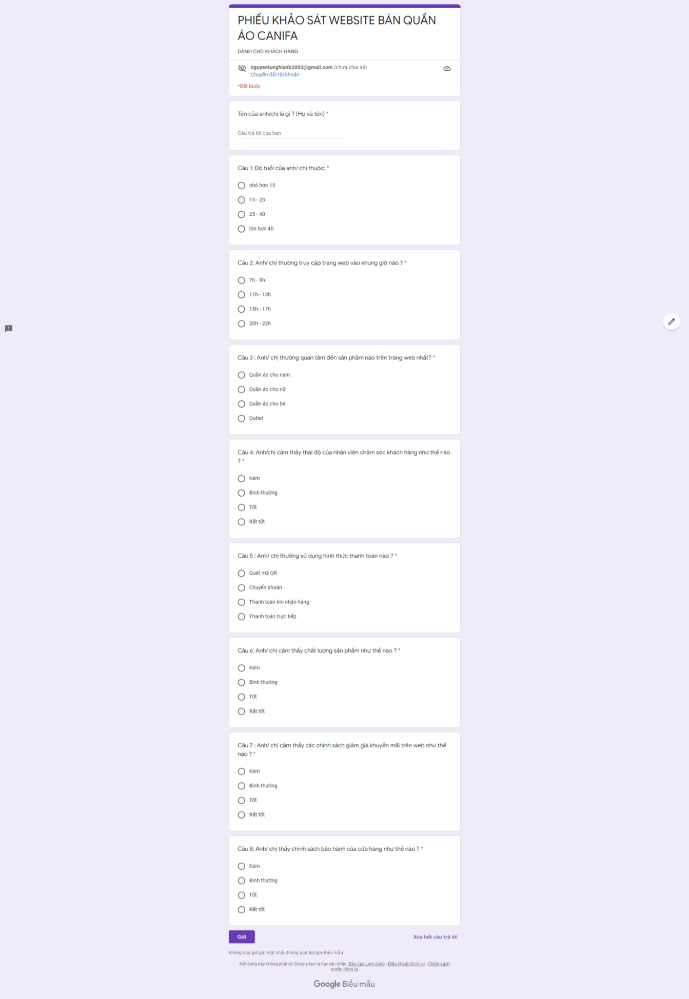 PHIẾU KHẢO SÁT WEBSITE BÁN QUẦN
ÁO CANIFA
DÀNH CHO KHÁCH HÀNG
nguyentunghianb2002@gmail.com (chưa chia sẻ)
Chuyển đổi tài khoản
*Bắt buộc
Tên của anh/chị là gì ? (Họ và tên) *
Câu trả lời của bạn
Câu 1: Độ tuổi của anh/ chị thuộc: *
nhỏ hơn 15
15 - 25
25 - 40
lớn hơn 40
Câu 2: Anh/ chị thường truy cập trang web vào khung giờ nào ? *
7h - 9h
11h - 13h
15h - 17h
20h - 22h
Câu 3 : Anh/ chị thường quan tâm đến sản phẩm nào trên trang web nhất? *
Quần áo cho nam
Quần áo cho nữ
Quần áo cho bé
Outlet
Câu 4: Anh/chị cảm thấy thái độ của nhân viên chăm sóc khách hàng như thế nào
? *
Kém
Bình thường
Tốt
Rất tốt
Câu 5 : Anh/ chị thường sử dụng hình thức thanh toán nào ? *
Quét mã QR
Chuyển khoản
Thanh toán khi nhận hàng
Thanh toán trực tiếp
Câu 6: Anh/ chị cảm thấy chất lượng sản phẩm như thế nào ? *
Kém
Bình thường
Tốt
Rất tốt
Câu 7 : Anh/ chị cảm thấy các chính sách giảm giá khuyến mãi trên web như thế
nào ? *
Kém
Bình thường
Tốt
Rất tốt
Câu 8: Anh/ chị thấy chính sách bảo hành của cửa hàng như thế nào ? *
Kém
Bình thường
Tốt
Rất tốt
Gửi
Xóa hết câu trả lời
Không bao giờ gửi mật khẩu thông qua Google Biểu mẫu.
Nội dung này không phải do Google tạo ra hay xác nhận. Báo cáo Lạm dụng - Điều khoản Dịch vụ - Chính sách
quyền riêng tư
Google Biểu mẫu